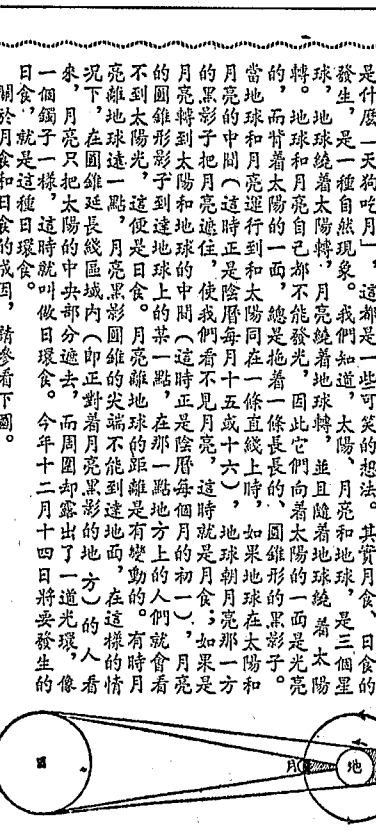 是什麼「天狗吃月」，這都是一些可笑的想法。其實月食、日食的
發生，是一種自然現象。我們知道，太陽、月亮和地球，是三個星
球，地球繞着太陽轉，月亮繞着地球轉，並且隨着地球繞着太陽
轉。地球和月亮自己都不能發光，因此它們向着太陽的一面是光亮
的，而背着太陽的一面，總是拖着一條長長的、圓錐形的黑影子。
當地球和月亮運行到和太陽同在一條直綫上時，如果地球在太陽和
月亮的中間（這時正是陰曆每月十五或十六），地球朝月亮那一方
的黑影子把月亮遮住，使我們看不見月亮，這時就是月食；如果是
月亮轉到太陽和地球的中間（這時正是陰曆每個月的初一），月亮
的圓錐形影子到達地球上的某一點，在那一點地方上的人們就會看
不到太陽光，這便是日食。月亮離地球的距離是有變動的。有時月
亮離地球遠一點，月亮黑影圓錐的尖端不能到達地面，在這樣的情
況下，在圓錐延長綫區域內（即正對着月亮黑影的地方）的人看
來，月亮只把太陽的中央部分遮去，而周圍却露出了一道光環，像
一個鐲子一樣，這時就叫做日環食。今年十二月十四日將要發生的
日食，就是這種日環食。
關於月食和日食的成因，請參看下圖。
日
月
地